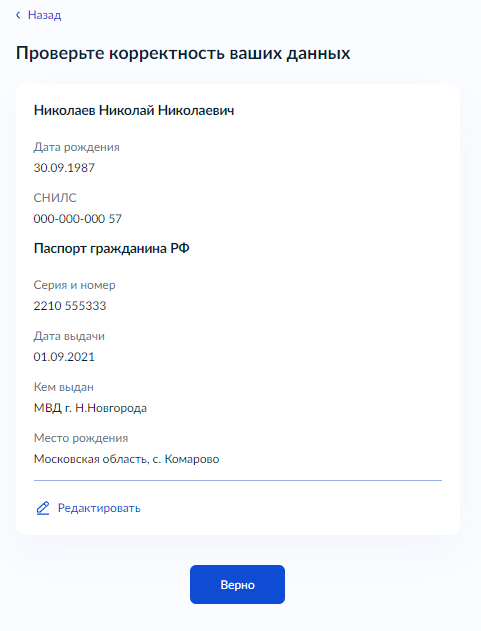 Назад
Проверьте корректность ваших данных
Николаев Николай Николаевич
Дата рождения
30.09.1987
СНИЛС
000-000-000 57
Паспорт гражданина РФ
Серия и номер
2210 555333
Дата выдачи
01.09.2021
Кем выдан
МВД г. Н.Новгорода
Место рождения
Московская область, с. Комарово
Редактировать
Верно